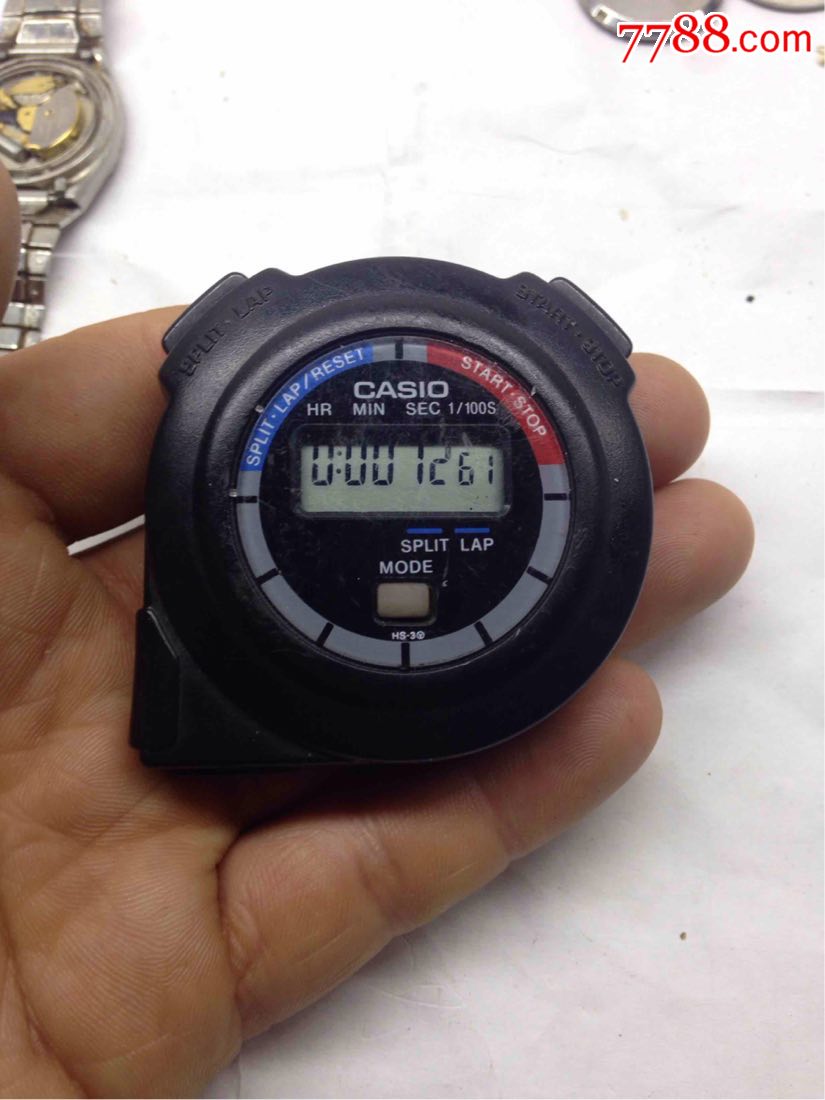 7788.com
SPLIT·LAP
START·STOP
SPLIT·LAP/RESET
START·STOP
CASIO
HR MIN SEC 1/100S
0:00 12 61
SPLIT LAP
MODE
HS-3